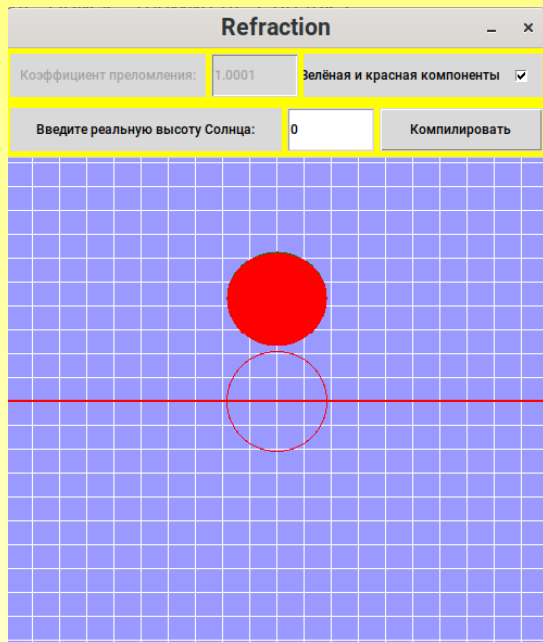 Refraction
Коэффициент преломления: 1.0001 Зелёная и красная компоненты
Введите реальную высоту Солнца: 0 Компилировать